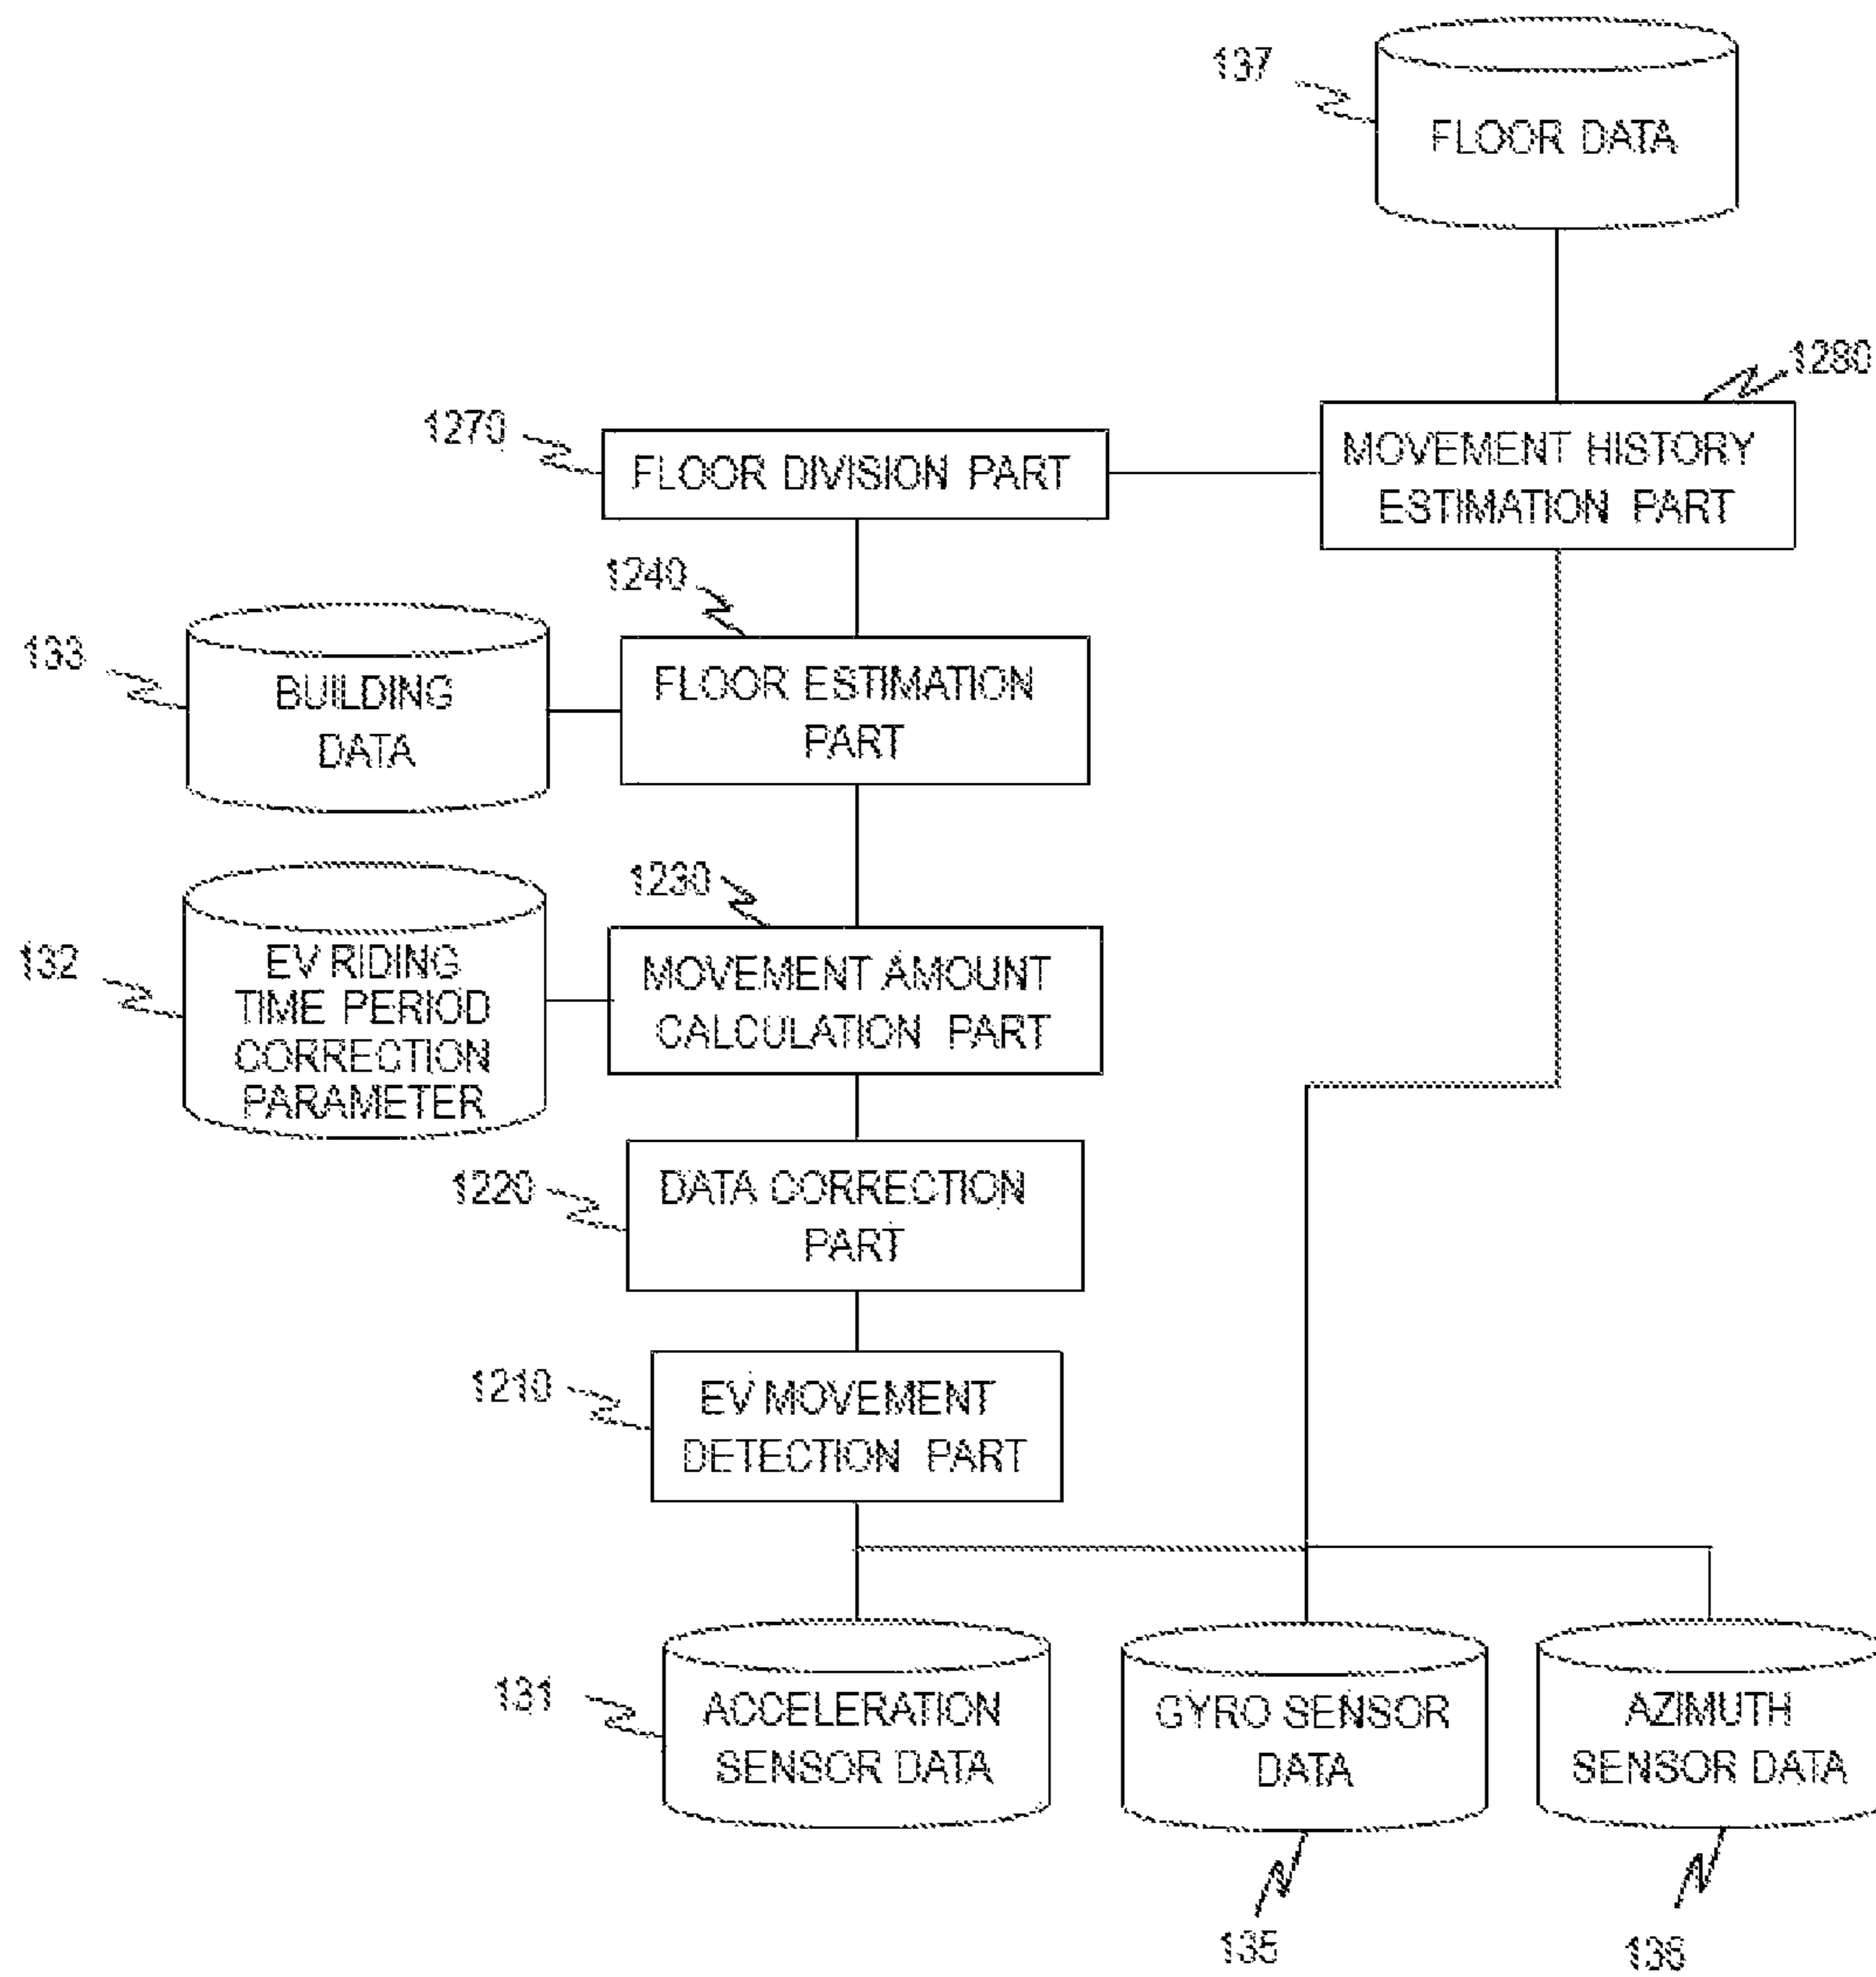 137
FLOOR DATA
1280
1270
FLOOR DIVISION PART
MOVEMENT HISTORY
ESTIMATION PART
1240
133
BUILDING
DATA
FLOOR ESTIMATION
PART
1230
132
EV RIDING
TIME PERIOD
CORRECTION
PARAMETER
MOVEMENT AMOUNT
CALCULATION PART
1220
DATA CORRECTION
PART
1210
EV MOVEMENT
DETECTION PART
131
ACCELERATION
SENSOR DATA
GYRO SENSOR
DATA
AZIMUTH
SENSOR DATA
135
136